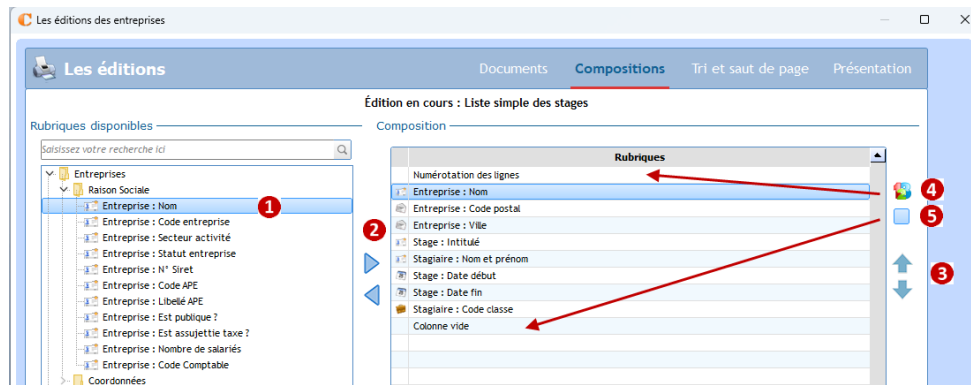 Les éditions des entreprises
Les éditions
Documents Compositions Tri et saut de page Présentation
Édition en cours : Liste simple des stages
Rubriques disponibles
Saisissez votre recherche ici
Entreprises
Raison Sociale
Entreprise : Nom
Entreprise : Code entreprise
Entreprise : Secteur activité
Entreprise : Statut entreprise
Entreprise : N° Siret
Entreprise : Code APE
Entreprise : Libellé APE
Entreprise : Est publique ?
Entreprise : Est assujettie taxe ?
Entreprise : Nombre de salariés
Entreprise : Code Comptable
Coordonnées
1
2
Composition
Rubriques
Numérotation des lignes
Entreprise : Nom
Entreprise : Code postal
Entreprise : Ville
Stage : Intitulé
Stagiaire : Nom et prénom
Stage : Date début
Stage : Date fin
Stagiaire : Code classe
Colonne vide
4
5
3